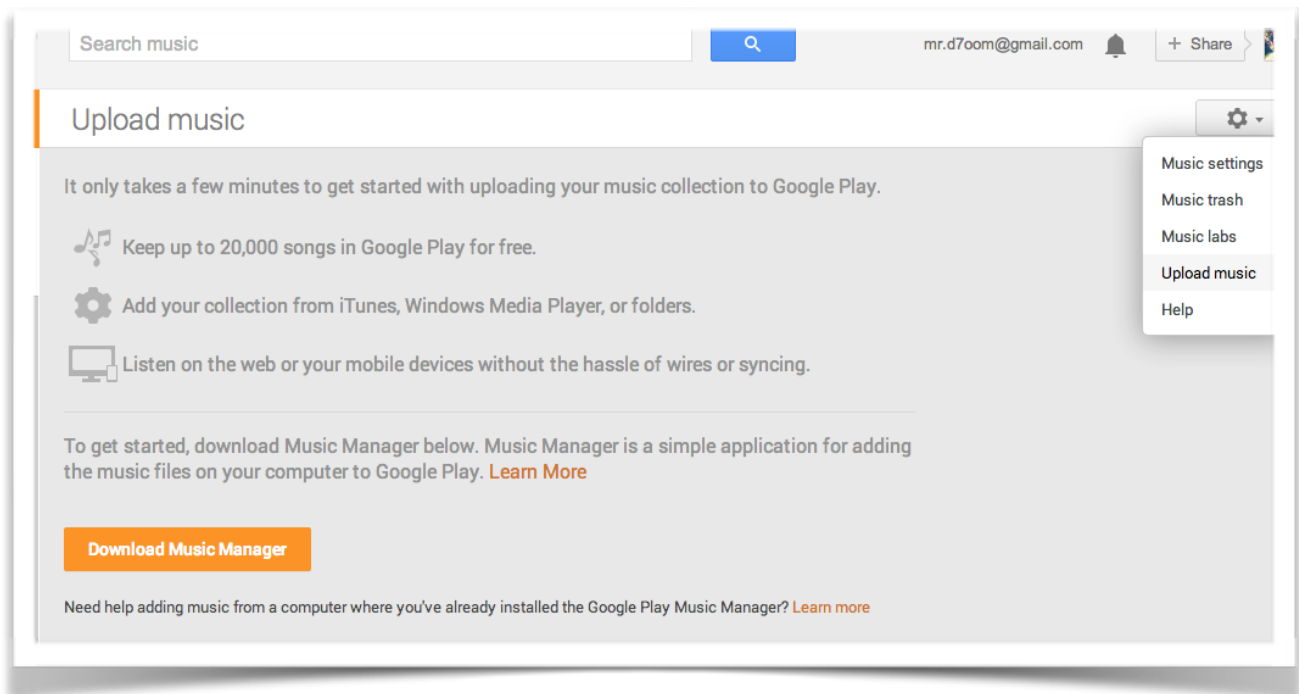 Search music
mr.d7oom@gmail.com
+ Share
Upload music
Music settings
Music trash
Music labs
Upload music
Help
It only takes a few minutes to get started with uploading your music collection to Google Play.
Keep up to 20,000 songs in Google Play for free.
Add your collection from iTunes, Windows Media Player, or folders.
Listen on the web or your mobile devices without the hassle of wires or syncing.
To get started, download Music Manager below. Music Manager is a simple application for adding
the music files on your computer to Google Play. Learn More
Download Music Manager
Need help adding music from a computer where you've already installed the Google Play Music Manager? Learn more